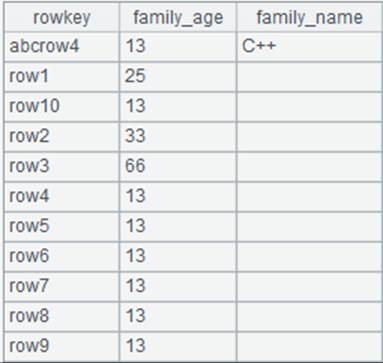 rowkey family_age family_name
abcrow4 13 C++
row1 25
row10 13
row2 33
row3 66
row4 13
row5 13
row6 13
row7 13
row8 13
row9 13